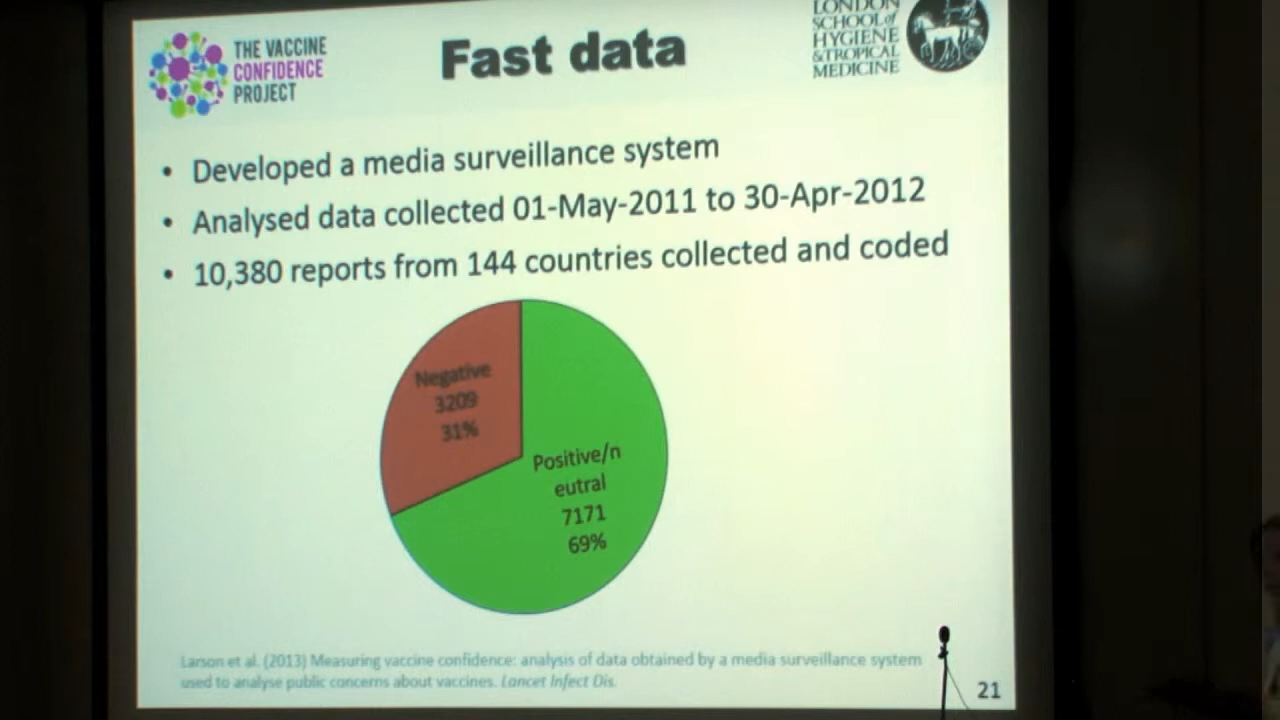 THE VACCINE
CONFIDENCE
PROJECT
Fast data
LONDON
SCHOOL of
HYGIENE
& TROPICAL
MEDICINE
• Developed a media surveillance system
• Analysed data collected 01-May-2011 to 30-Apr-2012
• 10,380 reports from 144 countries collected and coded
Negative
3209
31%
Positive/n
eutral
7171
69%
Larson et al. (2013) Measuring vaccine confidence: analysis of data obtained by a media surveillance system
used to analyse public concerns about vaccines. Lancet Infect Dis.
21